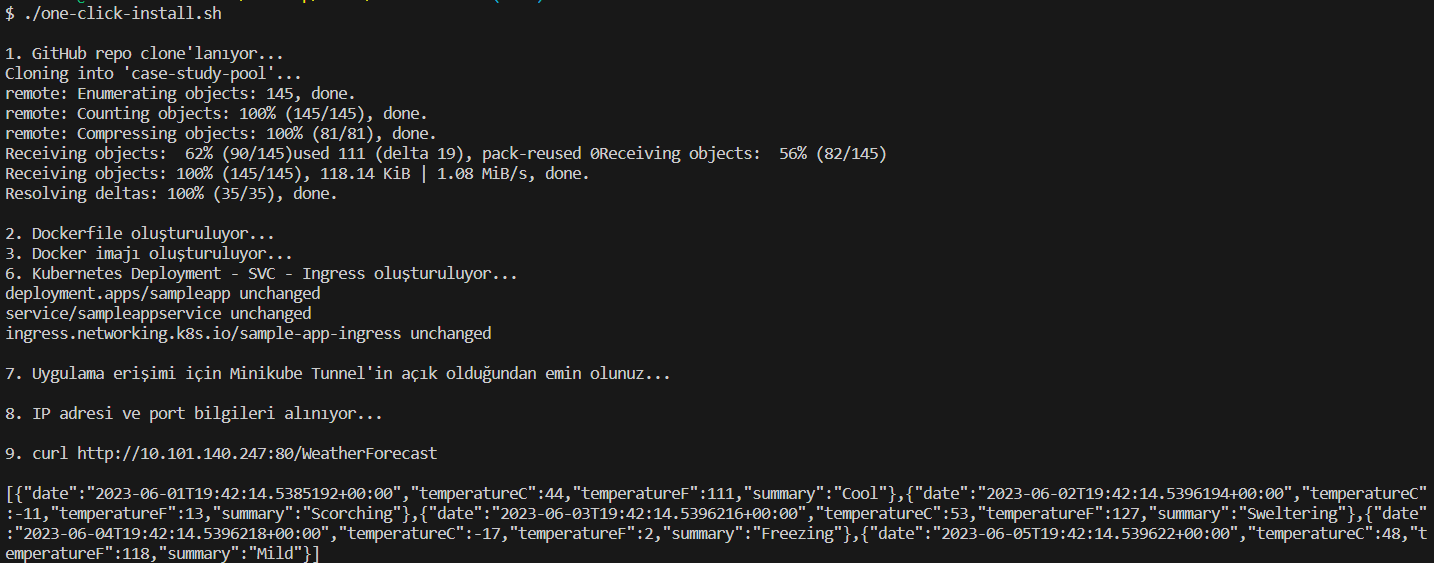 $ ./one-click-install.sh
1. GitHub repo clone'lanıyor...
Cloning into 'case-study-pool'...
remote: Enumerating objects: 145, done.
remote: Counting objects: 100% (145/145), done.
remote: Compressing objects: 100% (81/81), done.
Receiving objects:  62% (90/145)used 111 (delta 19), pack-reused 0Receiving objects:  56% (82/145)
Receiving objects: 100% (145/145), 118.14 KiB | 1.08 MiB/s, done.
Resolving deltas: 100% (35/35), done.
2. Dockerfile oluşturuluyor...
3. Docker imajı oluşturuluyor...
6. Kubernetes Deployment - SVC - Ingress oluşturuluyor...
deployment.apps/sampleapp unchanged
service/sampleappservice unchanged
ingress.networking.k8s.io/sample-app-ingress unchanged
7. Uygulama erişimi için Minikube Tunnel'in açık olduğundan emin olunuz...
8. IP adresi ve port bilgileri alınıyor...
9. curl http://10.101.140.247:80/WeatherForecast
[{"date":"2023-06-01T19:42:14.5385192+00:00","temperatureC":44,"temperatureF":111,"summary":"Cool"},{"date":"2023-06-02T19:42:14.5396194+00:00","temperatureC"
:-11,"temperatureF":13,"summary":"Scorching"},{"date":"2023-06-03T19:42:14.5396216+00:00","temperatureC":53,"temperatureF":127,"summary":"Sweltering"},{"date"
:"2023-06-04T19:42:14.5396218+00:00","temperatureC":-17,"temperatureF":2,"summary":"Freezing"},{"date":"2023-06-05T19:42:14.539622+00:00","temperatureC":48,"t
emperatureF":118,"summary":"Mild"}]